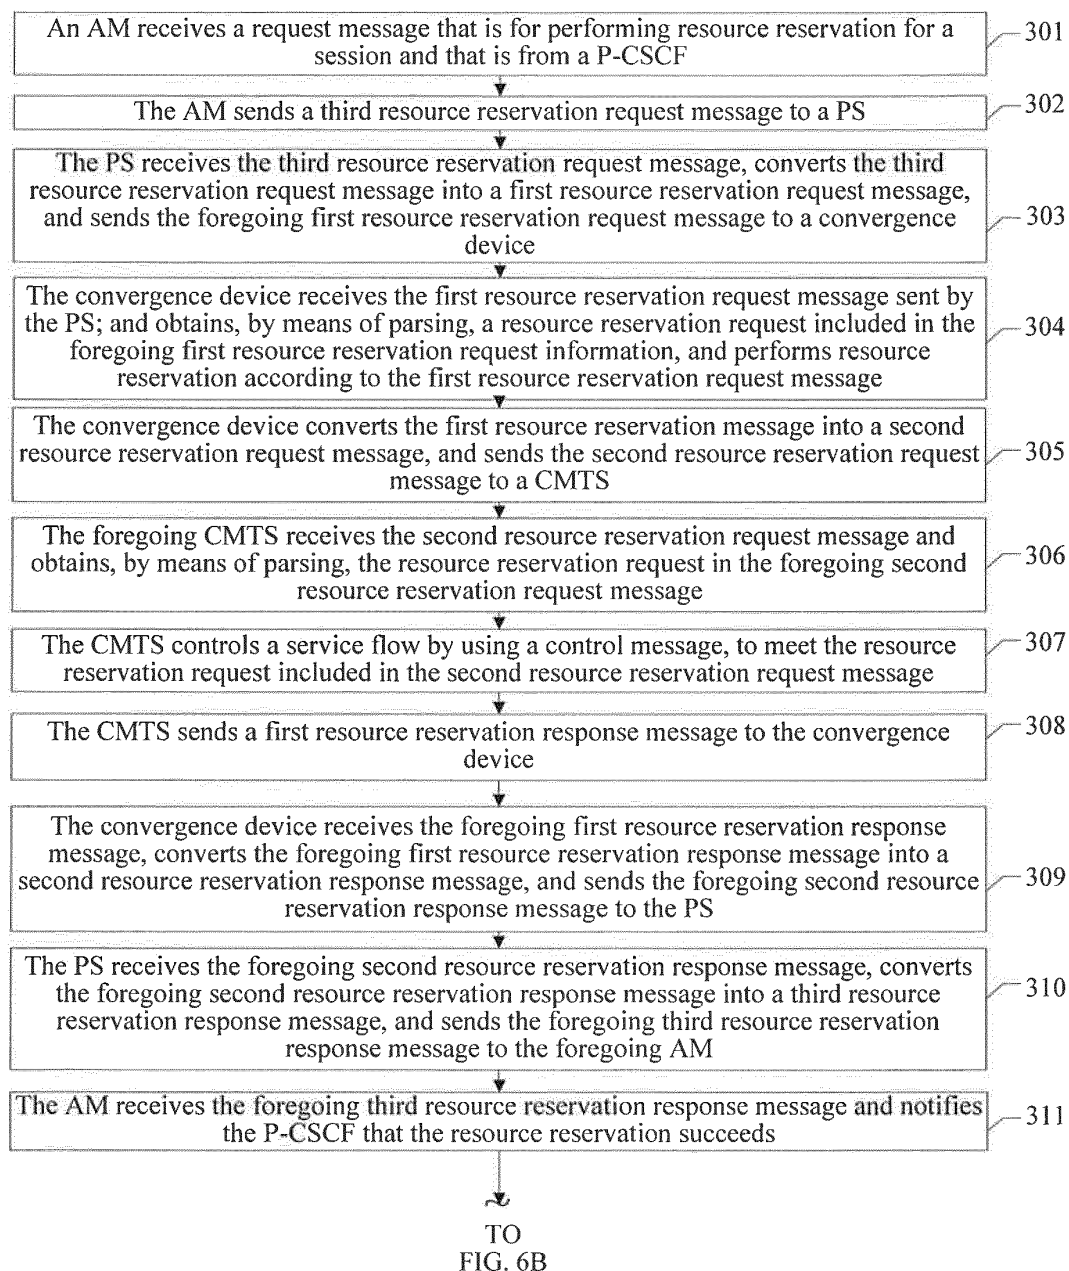 An AM receives a request message that is for performing resource reservation for a
session and that is from a P-CSCF
301
The AM sends a third resource reservation request message to a PS
302
The PS receives the third resource reservation request message, converts the third
resource reservation request message into a first resource reservation request message,
and sends the foregoing first resource reservation request message to a convergence
device
303
The convergence device receives the first resource reservation request message sent by
the PS; and obtains, by means of parsing, a resource reservation request included in the
foregoing first resource reservation request information, and performs resource
reservation according to the first resource reservation request message
304
The convergence device converts the first resource reservation message into a second
resource reservation request message, and sends the second resource reservation request
message to a CMTS
305
The foregoing CMTS receives the second resource reservation request message and
obtains, by means of parsing, the resource reservation request in the foregoing second
resource reservation request message
306
The CMTS controls a service flow by using a control message, to meet the resource
reservation request included in the second resource reservation request message
307
The CMTS sends a first resource reservation response message to the convergence
device
308
The convergence device receives the foregoing first resource reservation response
message, converts the foregoing first resource reservation response message into a
second resource reservation response message, and sends the foregoing second resource
reservation response message to the PS
309
The PS receives the foregoing second resource reservation response message, converts
the foregoing second resource reservation response message into a third resource
reservation response message, and sends the foregoing third resource reservation
response message to the foregoing AM
310
The AM receives the foregoing third resource reservation response message and notifies
the P-CSCF that the resource reservation succeeds
311
TO
FIG. 6B